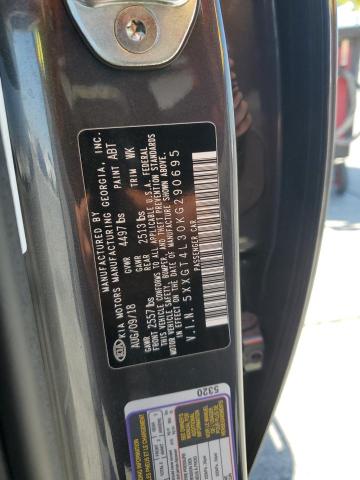 MANUFACTURED BY
KIA MOTORS MANUFACTURING GEORGIA, INC.
AUG/09/18 GVWR 4497 lbs PAINT ABT
GAWR GAWR TRIM WK
FRONT 2557 lbs REAR 2513 lbs
THIS VEHICLE CONFORMS TO ALL APPLICABLE U.S.A. FEDERAL
MOTOR VEHICLE SAFETY, BUMPER, AND THEFT PREVENTION STANDARDS
IN EFFECT ON THE DATE OF MANUFACTURE SHOWN ABOVE.
V.I.N. 5XXGT4L30KG290695
PASSENGER CAR
KIA
5320